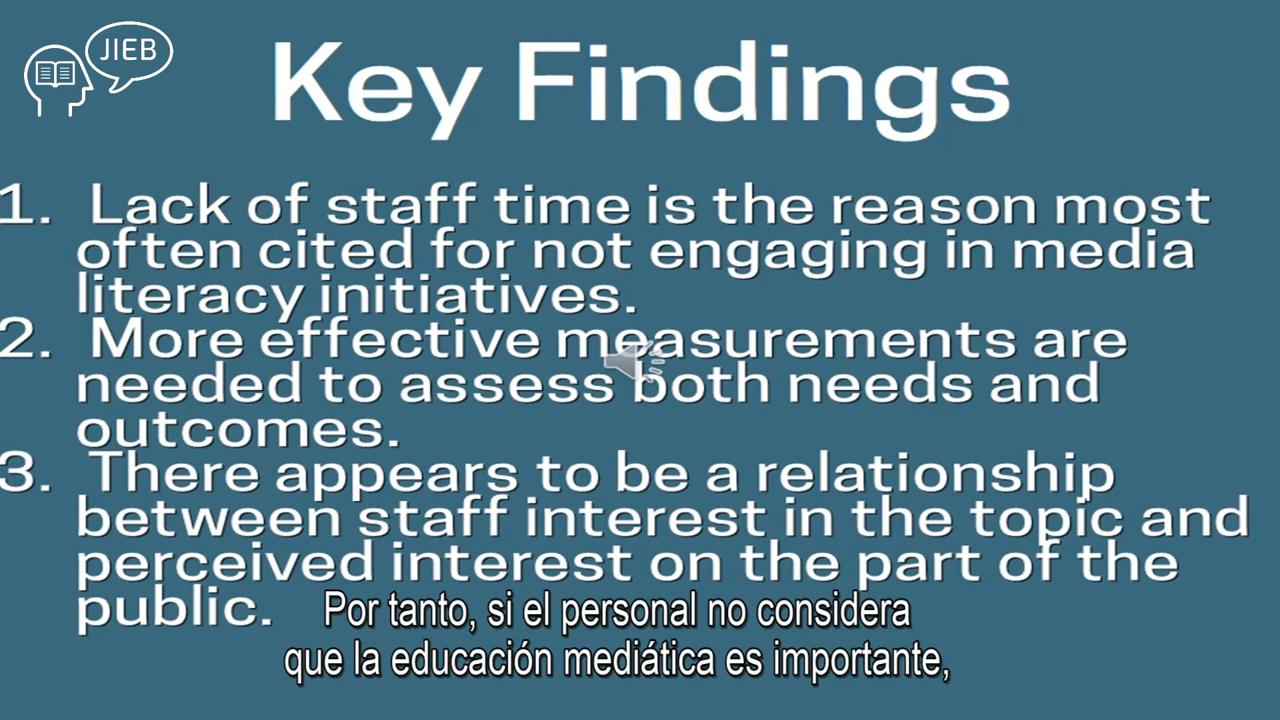 JIEB
Key Findings
1. Lack of staff time is the reason most
often cited for not engaging in media
literacy initiatives.
2. More effective measurements are
needed to assess both needs and
outcomes.
3. There appears to be a relationship
between staff interest in the topic and
perceived interest on the part of the
public.
Por tanto, si el personal no considera
que la educación mediática es importante,